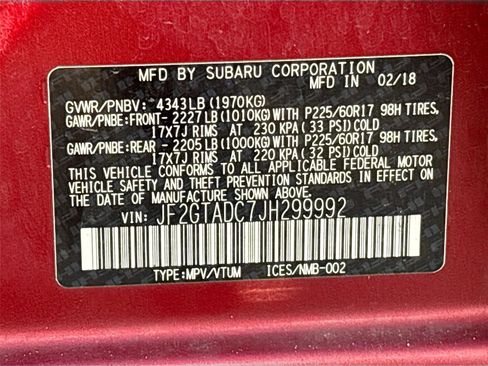 MFD BY SUBARU CORPORATION
MFD IN 02/18
GVWR/PNBV: 4343LB(1970KG)
GAWR/PNBE:FRONT-2227LB(1010KG)WITH P225/60R17 98H TIRES,
17X7J RIMS AT 230 KPA(33 PSI)COLD
GAWR/PNBE:REAR -2205LB(1000KG)WITH P225/60R17 98H TIRES,
17X7J RIMS AT 220 KPA(32 PSI)COLD
THIS VEHICLE CONFORMS TO ALL APPLICABLE FEDERAL MOTOR
VEHICLE SAFETY AND THEFT PREVENTION STANDARDS IN EFFECT ON THE
DATE OF MANUFACTURE SHOWN ABOVE.
VIN: JF2GTADC7JH299992
TYPE:MPV/VTUM ICES/NMB-002